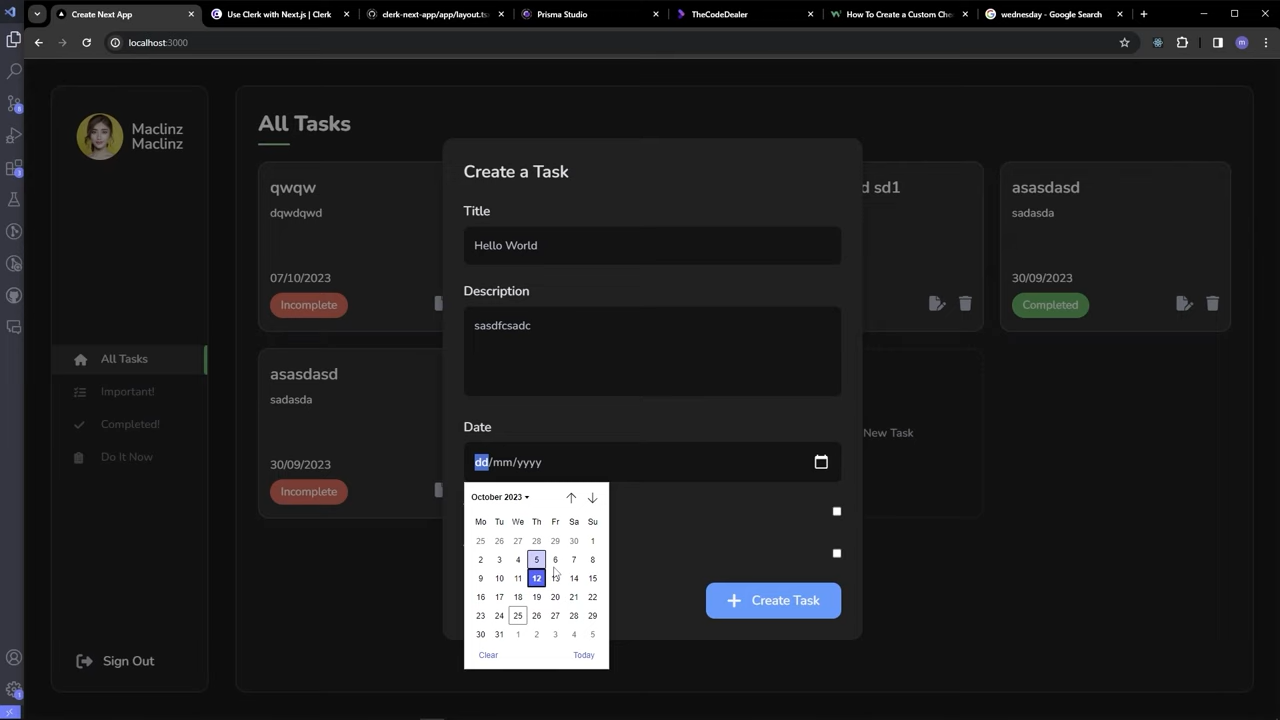 Create Next App
Use Clerk with Next.js | Clerk
clerk-next-app/app/layout.ts
Prisma Studio
TheCodeDealer
How To Create a Custom Che
wednesday - Google Search
localhost:3000
m
Maclinz
Maclinz
All Tasks
Important!
Completed!
Do It Now
Sign Out
All Tasks
qwqw
dqwdqwd
07/10/2023
Incomplete
d sd1
asasdasd
sadasda
30/09/2023
Completed
asasdasd
sadasda
30/09/2023
Incomplete
New Task
Create a Task
Title
Hello World
Description
sasdfcsadc
Date
dd/mm/yyyy
October 2023
Mo Tu We Th Fr Sa Su
25 26 27 28 29 30 1
2 3 4 5 6 7 8
9 10 11 12 13 14 15
16 17 18 19 20 21 22
23 24 25 26 27 28 29
30 31 1 2 3 4 5
Clear Today
Create Task